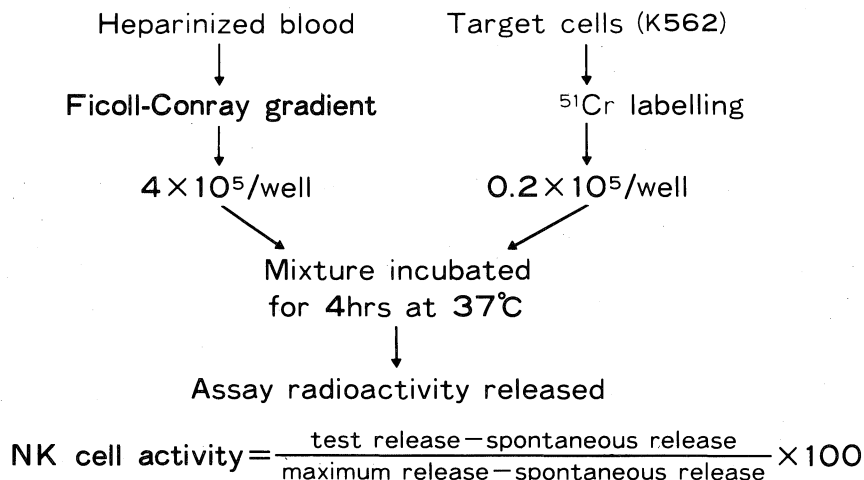 Heparinized blood
Target cells (K562)
Ficoll-Conray gradient
⁵¹Cr labelling
4×10⁵/well
0.2×10⁵/well
Mixture incubated
for 4hrs at 37℃
Assay radioactivity released
NK cell activity=test release−spontaneous release/maximum release−spontaneous release×100